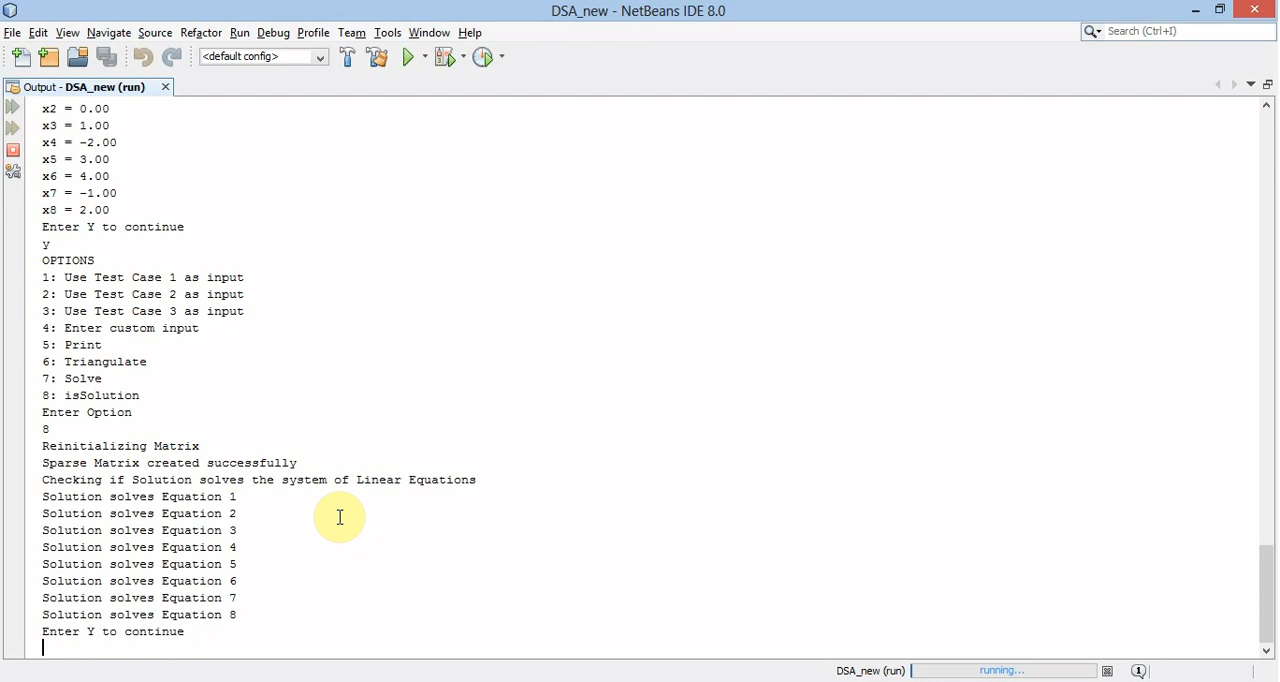 DSA_new - NetBeans IDE 8.0
File Edit View Navigate Source Refactor Run Debug Profile Team Tools Window Help
Search (Ctrl+I)
<default config>
Output - DSA_new (run)
x2 = 0.00
x3 = 1.00
x4 = -2.00
x5 = 3.00
x6 = 4.00
x7 = -1.00
x8 = 2.00
Enter Y to continue
y
OPTIONS
1: Use Test Case 1 as input
2: Use Test Case 2 as input
3: Use Test Case 3 as input
4: Enter custom input
5: Print
6: Triangulate
7: Solve
8: isSolution
Enter Option
8
Reinitializing Matrix
Sparse Matrix created successfully
Checking if Solution solves the system of Linear Equations
Solution solves Equation 1
Solution solves Equation 2
Solution solves Equation 3
Solution solves Equation 4
Solution solves Equation 5
Solution solves Equation 6
Solution solves Equation 7
Solution solves Equation 8
Enter Y to continue
DSA_new (run) running... 1